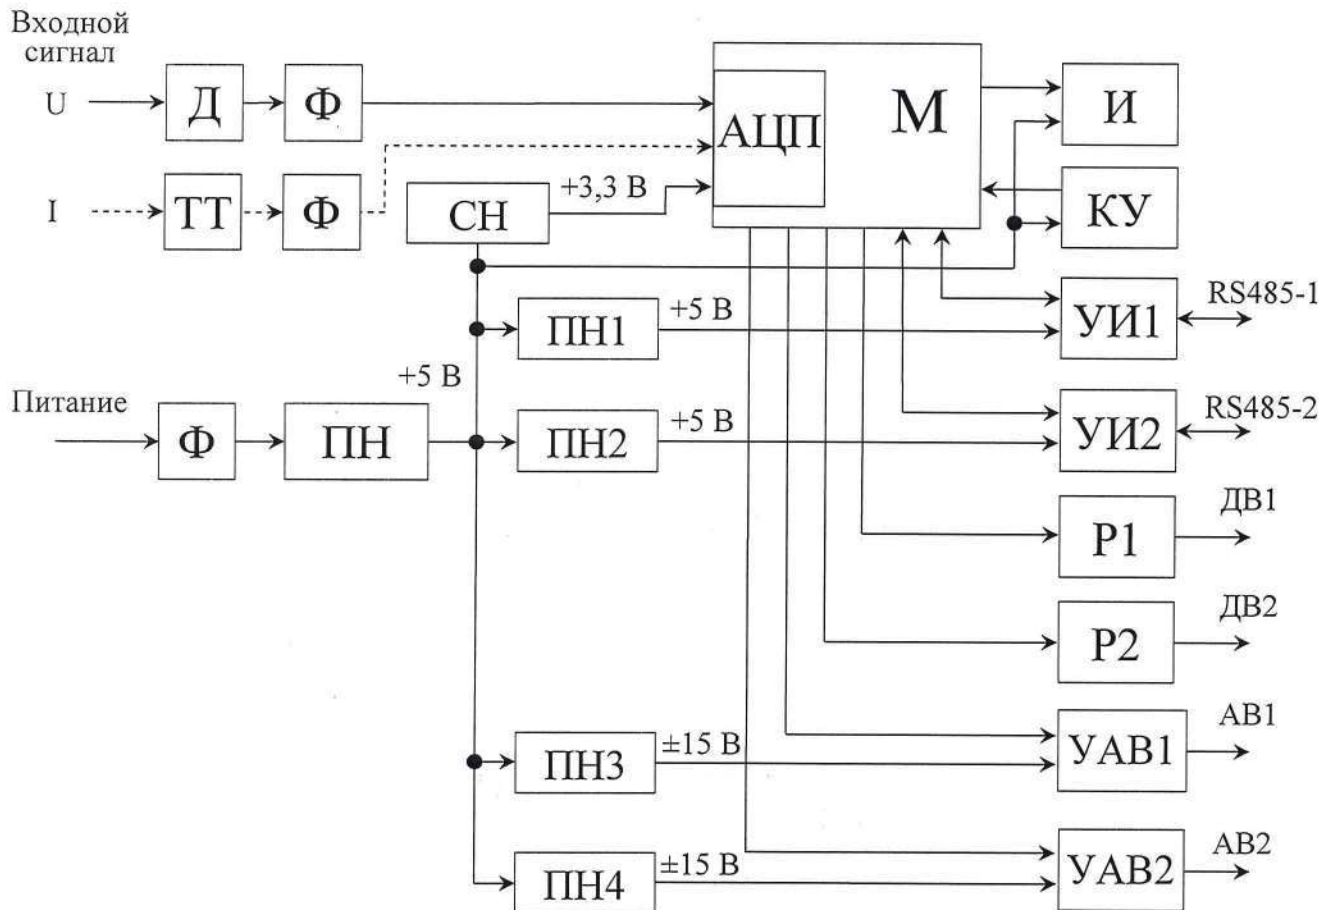 Входной
сигнал
U
Д
Ф
АЦП
М
И
I
ТТ
Ф
СН
+3,3 В
КУ
ПН1
+5 В
УИ1
RS485-1
+5 В
Питание
Ф
ПН
ПН2
+5 В
УИ2
RS485-2
Р1
ДВ1
Р2
ДВ2
ПН3
±15 В
УАВ1
АВ1
ПН4
±15 В
УАВ2
АВ2